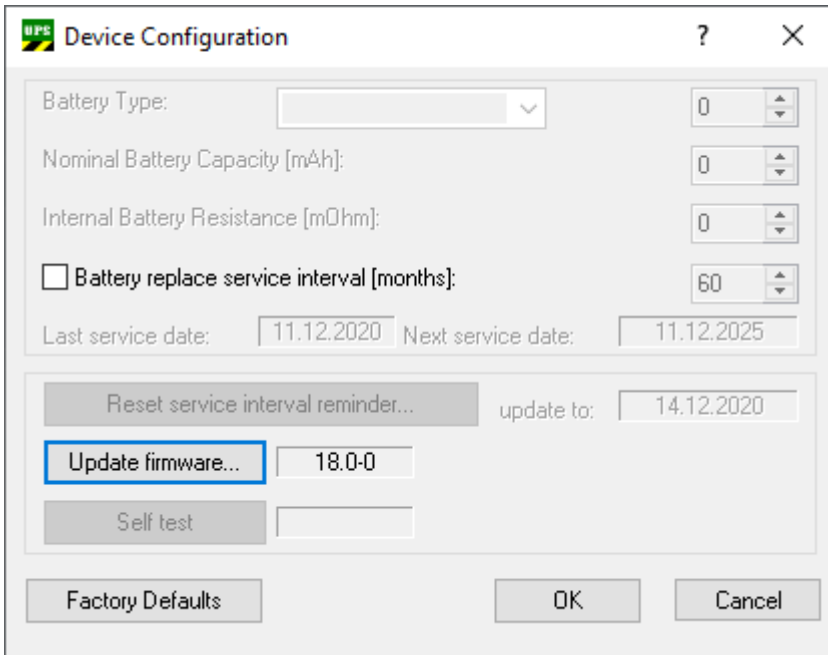 UPS Device Configuration ? X
Battery Type: 0
Nominal Battery Capacity [mAh]: 0
Internal Battery Resistance [mOhm]: 0
Battery replace service interval [months]: 60
Last service date: 11.12.2020 Next service date: 11.12.2025
Reset service interval reminder... update to: 14.12.2020
Update firmware... 18.0-0
Self test
Factory Defaults OK Cancel